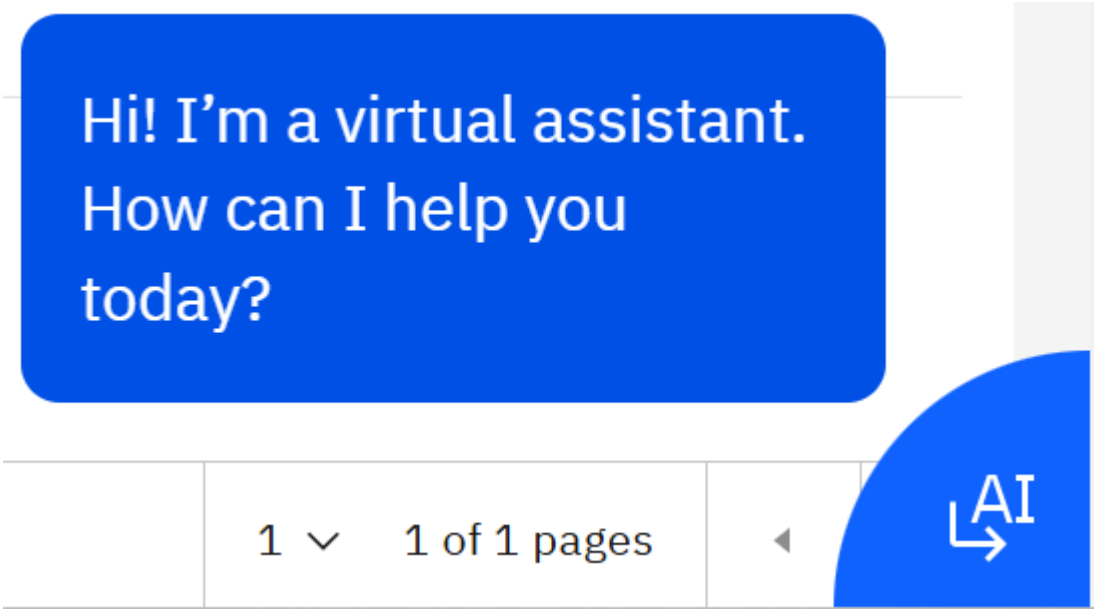 Hi! I’m a virtual assistant.
How can I help you
today?
1 1 of 1 pages
AI